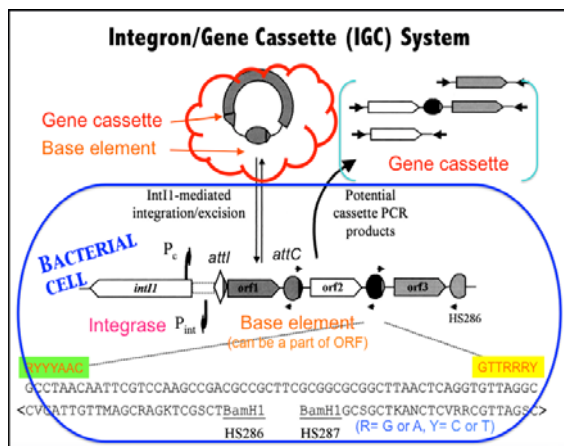 Integron/Gene Cassette (IGC) System
Gene cassette
Base element
Gene cassette
IntI1-mediated
integration/excision
Potential
cassette PCR
products
BACTERIAL
CELL
Pc
attI
attC
intI1
orf1
orf2
orf3
HS286
Integrase
Pint
Base element
(can be a part of ORF)
RYYYAAC
GTTRRRY
GCCTAACAATTCGTCCAAGCCGACGCCGCTTCGCGGCGCGGCTTAACTCAGGTGTTAGGC
<CVCATTGTTMAGCRAGKTCGSCTBamH1 BamH1GCSGCTKANCTCVRRCGTTAGSC>
HS286 HS287 (R= G or A, Y= C or T)